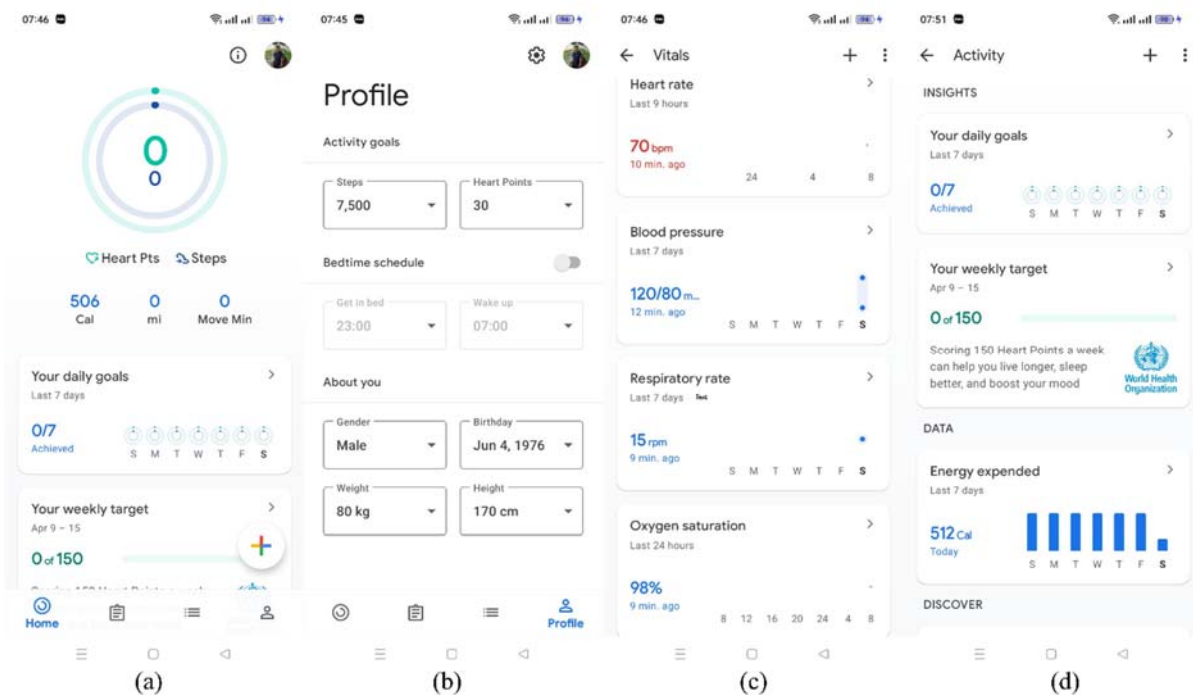 07:46
0
0
Heart Pts Steps
506 0 0
Cal mi Move Min
Your daily goals
Last 7 days
0/7
Achieved
S M T W T F S
Your weekly target
Apr 9 – 15
0 of 150
Home
(a)
07:45
Profile
Activity goals
Steps Heart Points
7,500 30
Bedtime schedule
Get in bed Wake up
23:00 07:00
About you
Gender Birthday
Male Jun 4, 1976
Weight Height
80 kg 170 cm
Profile
(b)
07:46
Vitals
Heart rate
Last 9 hours
70 bpm
10 min. ago
24 4 8
Blood pressure
Last 7 days
120/80 m...
12 min. ago
S M T W T F S
Respiratory rate
Last 7 days
15 rpm
9 min. ago
S M T W T F S
Oxygen saturation
Last 24 hours
98%
9 min. ago
8 12 16 20 24 4 8
(c)
07:51
Activity
INSIGHTS
Your daily goals
Last 7 days
0/7
Achieved
S M T W T F S
Your weekly target
Apr 9 – 15
0 of 150
Scoring 150 Heart Points a week
can help you live longer, sleep
better, and boost your mood
World Health
Organization
DATA
Energy expended
Last 7 days
512 Cal
Today
S M T W T F S
DISCOVER
(d)